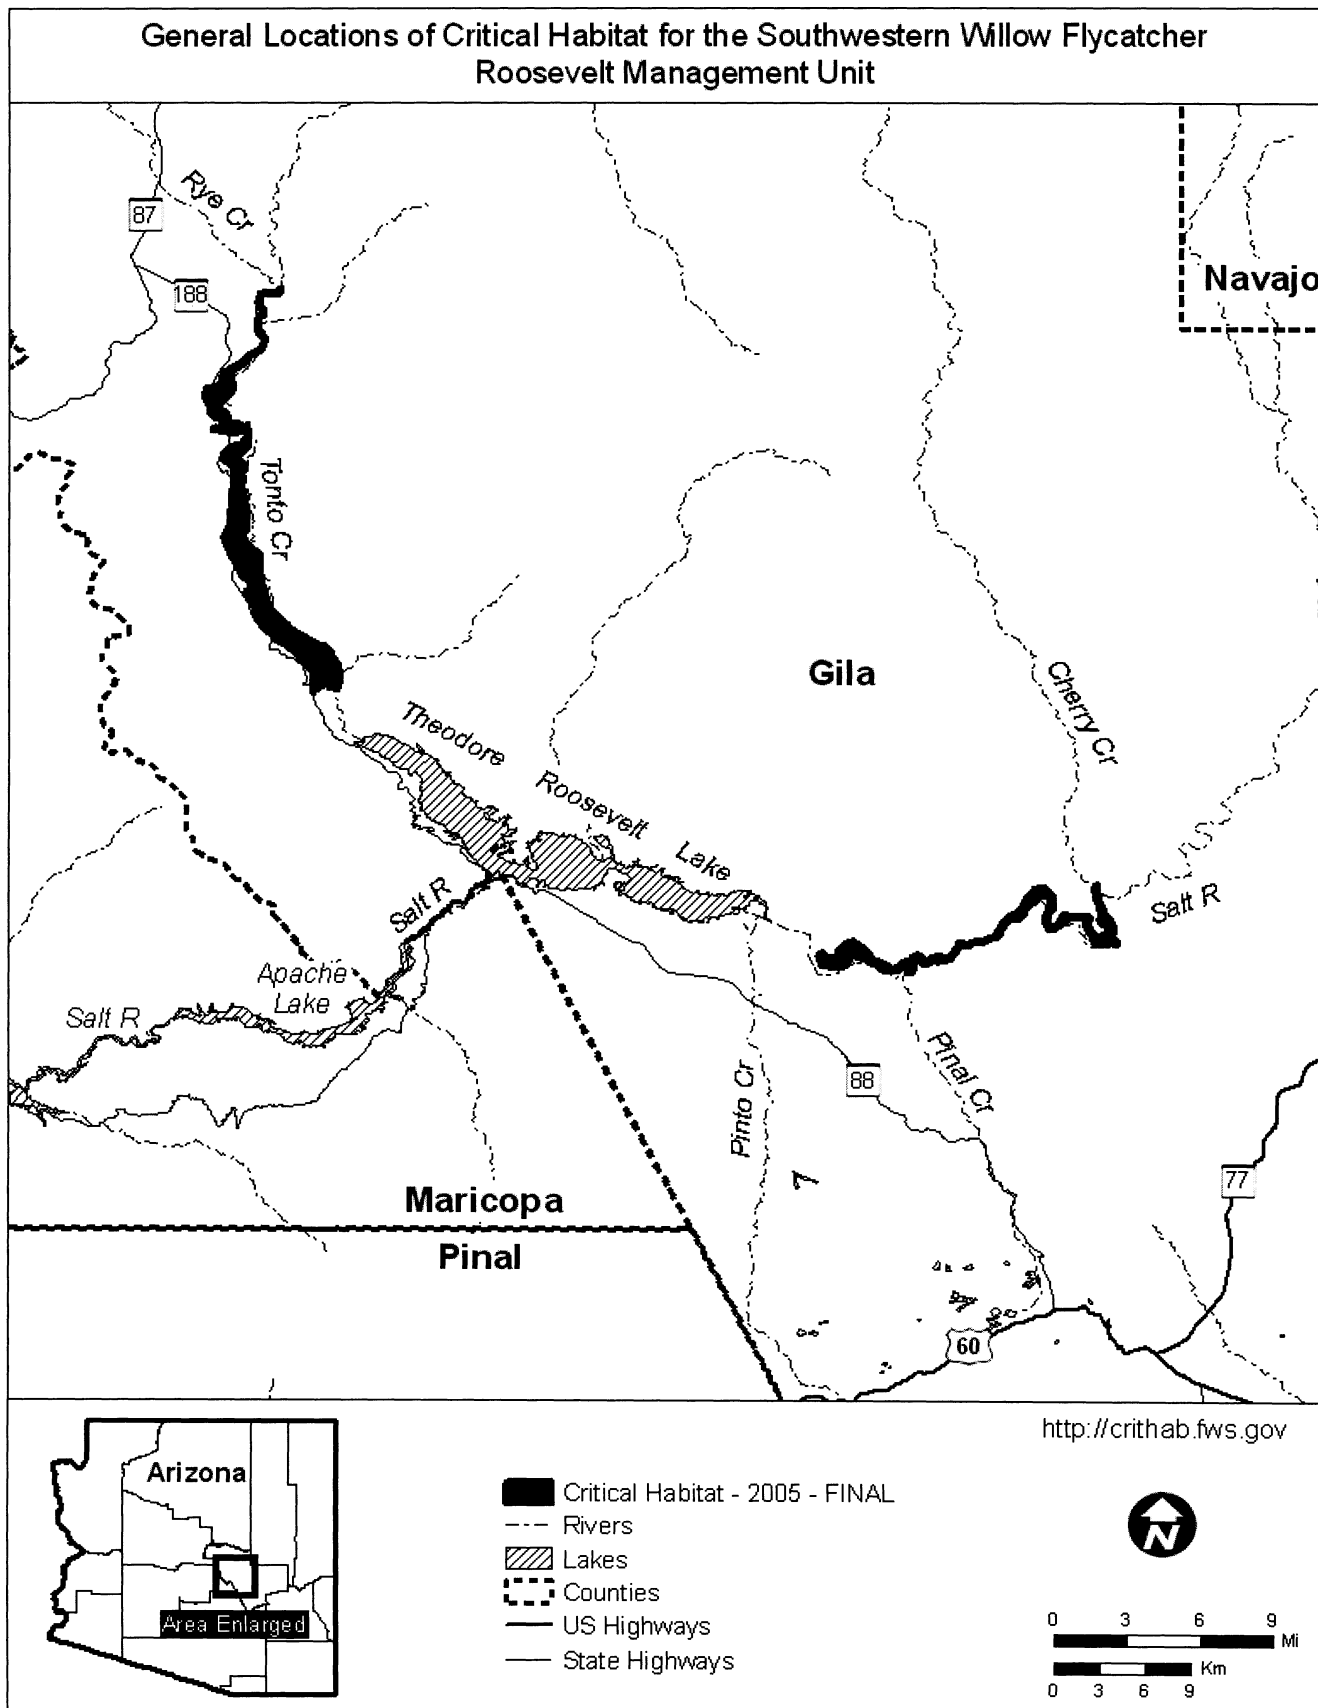 General Locations of Critical Habitat for the Southwestern Willow Flycatcher
Roosevelt Management Unit
Rye Cr
87
188
Navajo
Tonto Cr
Gila
Cherry Cr
Theodore
Roosevelt
Lake
Salt R
Salt R
Apache
Lake
Salt R
Pinto Cr
88
Pinal Cr
77
Maricopa
Pinal
60
http://crithab.fws.gov
Arizona
Area Enlarged
Critical Habitat - 2005 - FINAL
Rivers
Lakes
Counties
US Highways
State Highways
N
0 3 6 9
Mi
Km
0 3 6 9